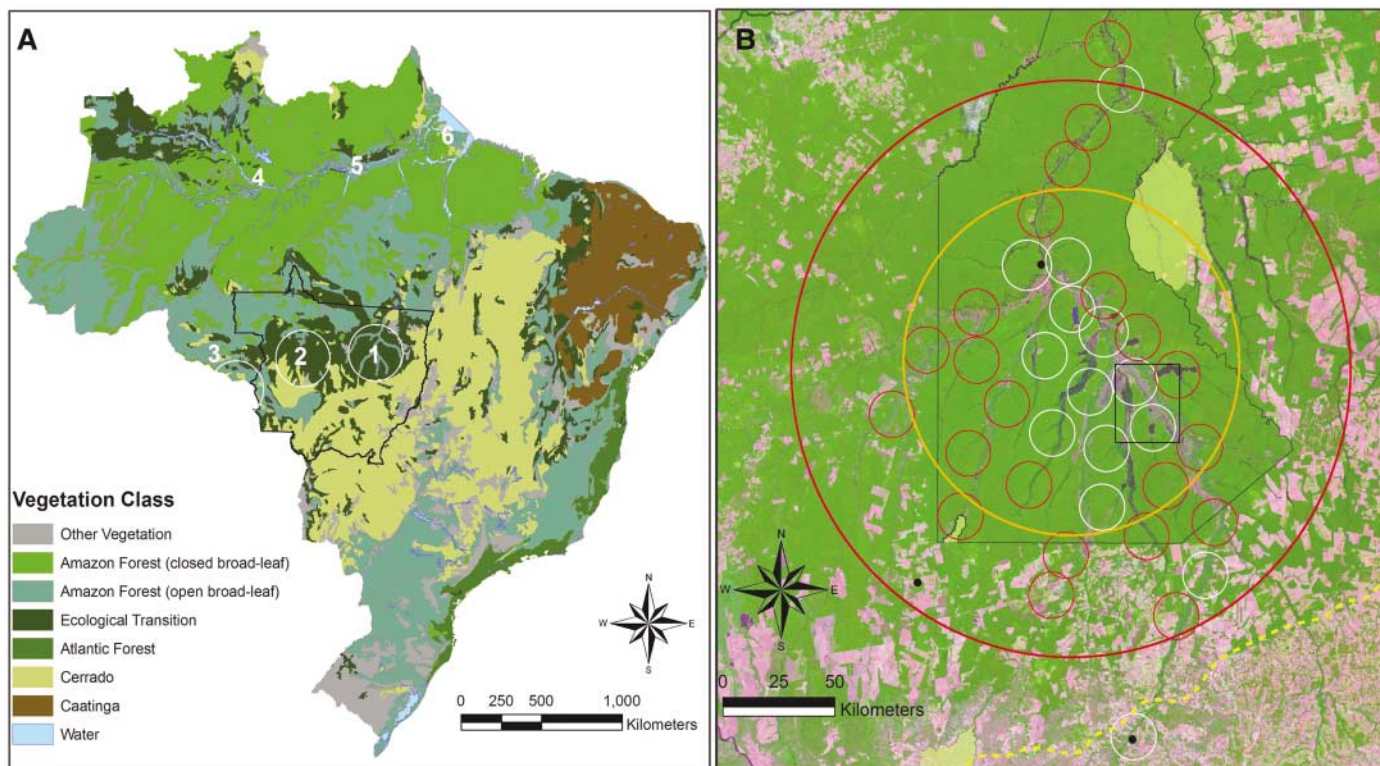 A
6
5
4
3
2
1
Vegetation Class
Other Vegetation
Amazon Forest (closed broad-leaf)
Amazon Forest (open broad-leaf)
Ecological Transition
Atlantic Forest
Cerrado
Caatinga
Water
N
W E
S
0 250 500 1,000
Kilometers
B
N
W E
S
0 25 50
Kilometers